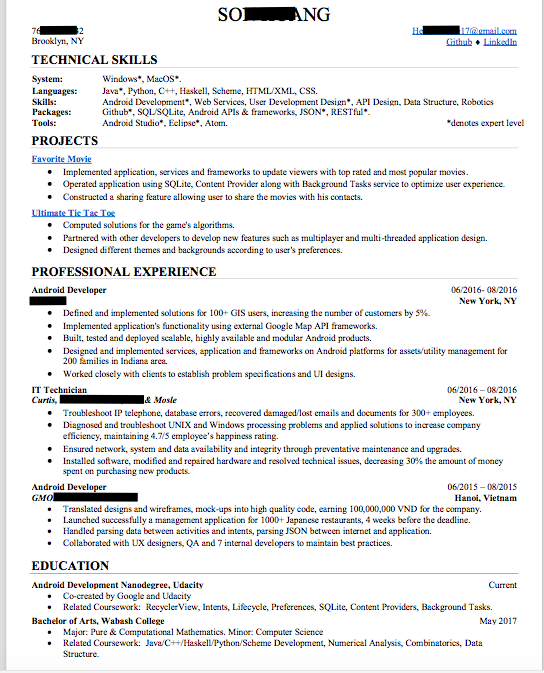 SO ANG
76 2 He 17@gmail.com
Brooklyn, NY Github ♦ LinkedIn
TECHNICAL SKILLS
System: Windows*, MacOS*.
Languages: Java*, Python, C++, Haskell, Scheme, HTML/XML, CSS.
Skills: Android Development*, Web Services, User Development Design*, API Design, Data Structure, Robotics
Packages: Github*, SQL/SQLite, Android APIs & frameworks, JSON*, RESTful*.
Tools: Android Studio*, Eclipse*, Atom. *denotes expert level
PROJECTS
Favorite Movie
• Implemented application, services and frameworks to update viewers with top rated and most popular movies.
• Operated application using SQLite, Content Provider along with Background Tasks service to optimize user experience.
• Constructed a sharing feature allowing user to share the movies with his contacts.
Ultimate Tic Tac Toe
• Computed solutions for the game's algorithms.
• Partnered with other developers to develop new features such as multiplayer and multi-threaded application design.
• Designed different themes and backgrounds according to user's preferences.
PROFESSIONAL EXPERIENCE
Android Developer 06/2016- 08/2016
New York, NY
• Defined and implemented solutions for 100+ GIS users, increasing the number of customers by 5%.
• Implemented application's functionality using external Google Map API frameworks.
• Built, tested and deployed scalable, highly available and modular Android products.
• Designed and implemented services, application and frameworks on Android platforms for assets/utility management for
200 families in Indiana area.
• Worked closely with clients to establish problem specifications and UI designs.
IT Technician 06/2016 – 08/2016
Curtis, & Mosle New York, NY
• Troubleshoot IP telephone, database errors, recovered damaged/lost emails and documents for 300+ employees.
• Diagnosed and troubleshoot UNIX and Windows processing problems and applied solutions to increase company
efficiency, maintaining 4.7/5 employee's happiness rating.
• Ensured network, system and data availability and integrity through preventative maintenance and upgrades.
• Installed software, modified and repaired hardware and resolved technical issues, decreasing 30% the amount of money
spent on purchasing new products.
Android Developer 06/2015 – 08/2015
GMO Hanoi, Vietnam
• Translated designs and wireframes, mock-ups into high quality code, earning 100,000,000 VND for the company.
• Launched successfully a management application for 1000+ Japanese restaurants, 4 weeks before the deadline.
• Handled parsing data between activities and intents, parsing JSON between internet and application.
• Collaborated with UX designers, QA and 7 internal developers to maintain best practices.
EDUCATION
Android Development Nanodegree, Udacity Current
• Co-created by Google and Udacity
• Related Coursework: RecyclerView, Intents, Lifecycle, Preferences, SQLite, Content Providers, Background Tasks.
Bachelor of Arts, Wabash College May 2017
• Major: Pure & Computational Mathematics. Minor: Computer Science
• Related Coursework: Java/C++/Haskell/Python/Scheme Development, Numerical Analysis, Combinatorics, Data
Structure.